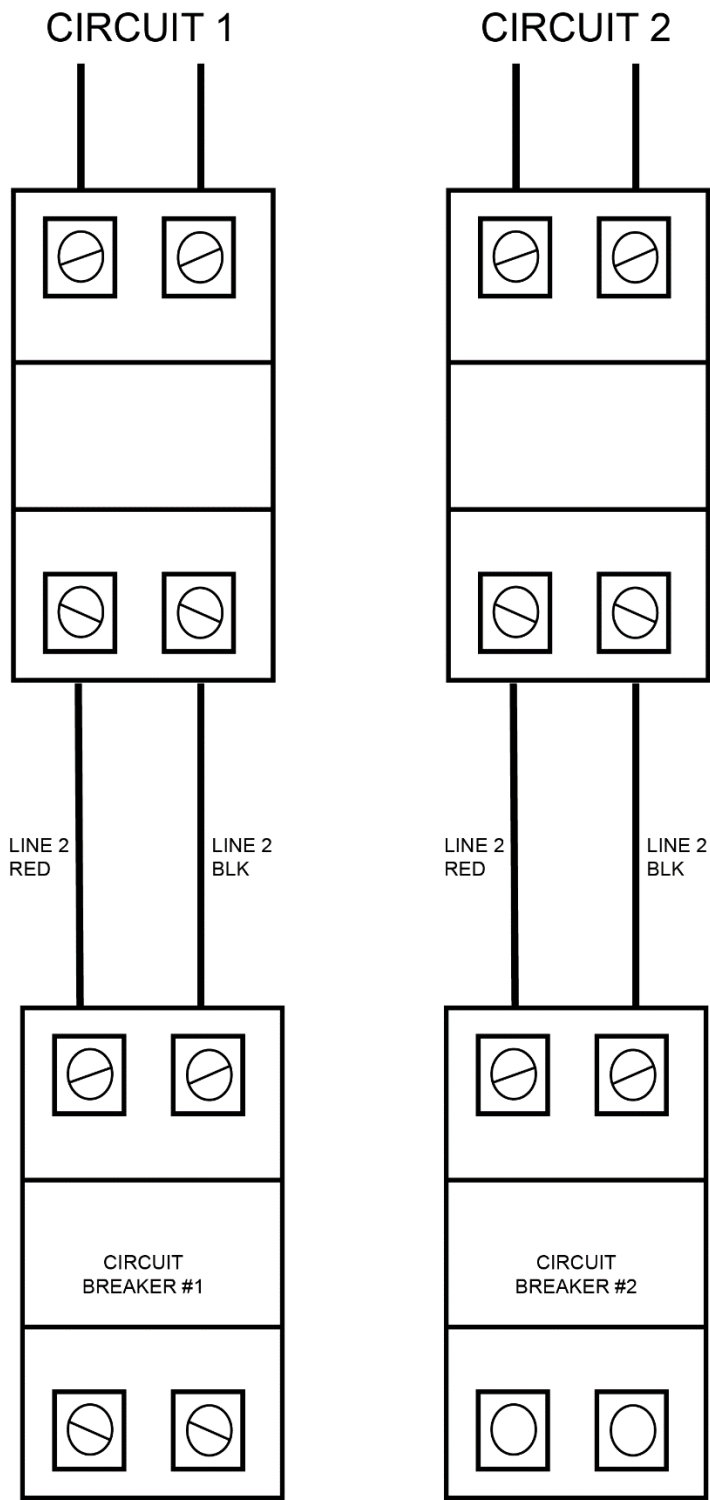 CIRCUIT 1
CIRCUIT 2
LINE 2
RED
LINE 2
BLK
LINE 2
RED
LINE 2
BLK
CIRCUIT
BREAKER #1
CIRCUIT
BREAKER #2